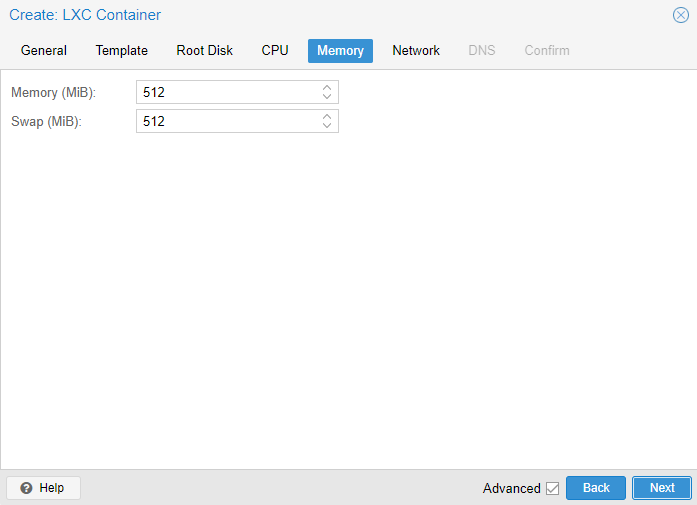 Create: LXC Container
General Template Root Disk CPU Memory Network DNS Confirm
Memory (MiB): 512
Swap (MiB): 512
Help Advanced Back Next